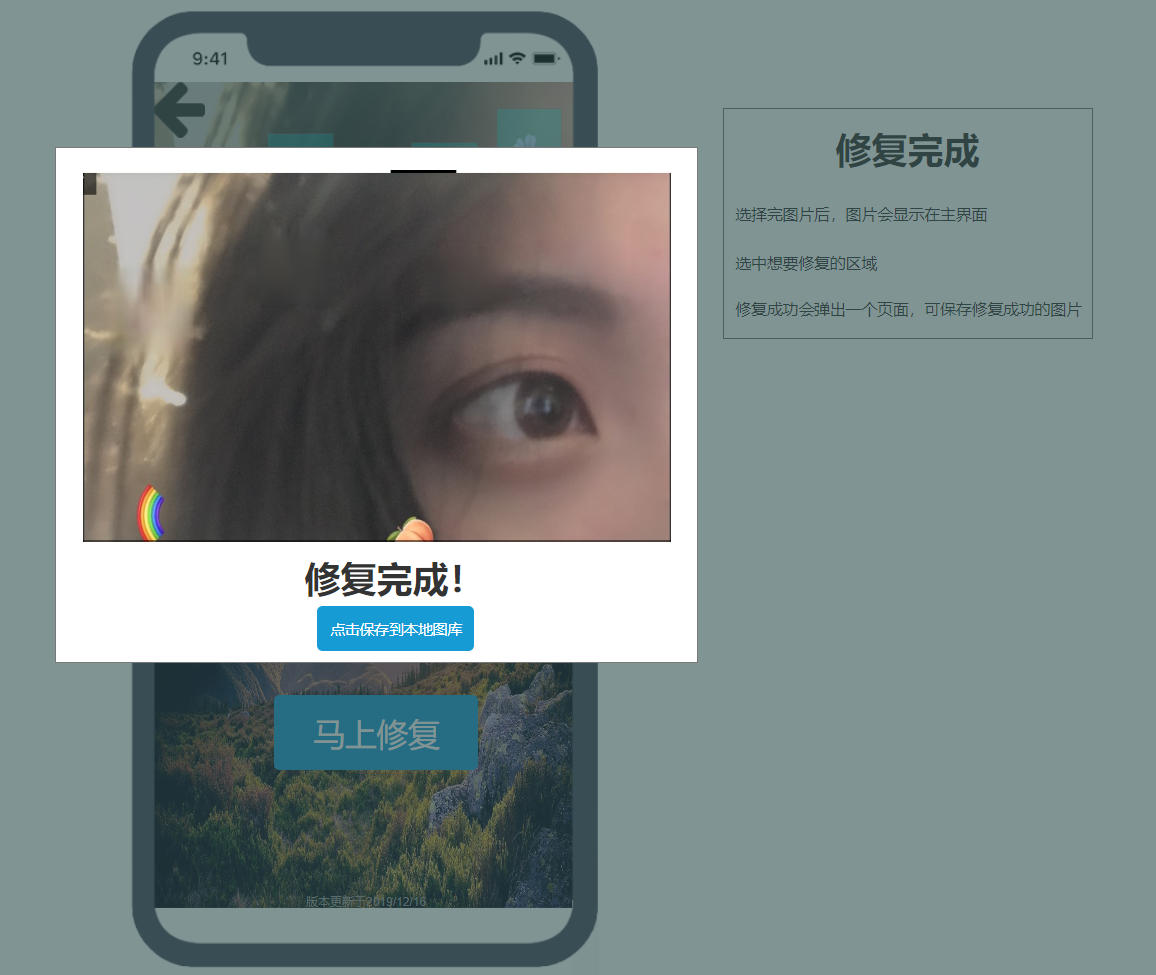 9:41
修复完成
选择完图片后，图片会显示在主界面
选中想要修复的区域
修复成功会弹出一个页面，可保存修复成功的图片
修复完成！
点击保存到本地图库
马上修复
版本更新于2019/12/16